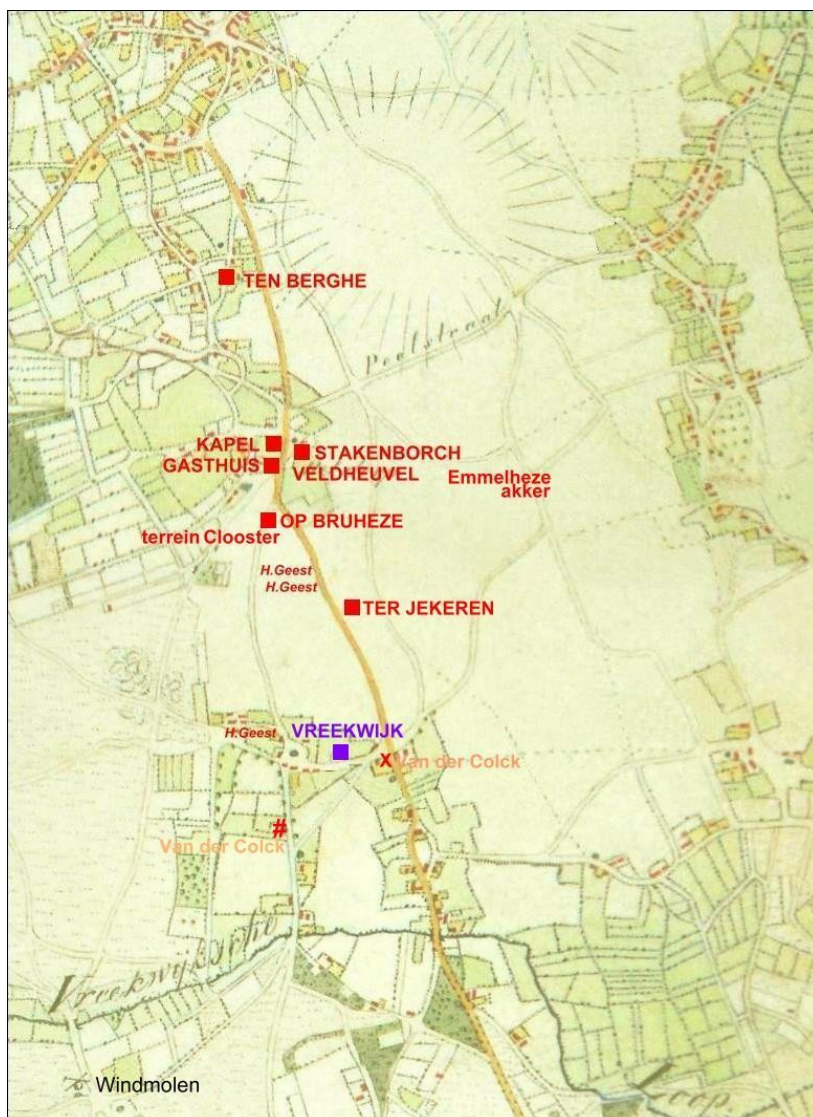 TEN BERGHE
Peelstraat
KAPEL
GASTHUIS
STAKENBORCH
VELDHEUVEL
Emmelheze
akker
OP BRUHEZE
terrein Clooster
H.Geest
H.Geest
TER JEKEREN
H.Geest
VREEKWIJK
X Van der Colck
#
Van der Colck
Loop
Windmolen